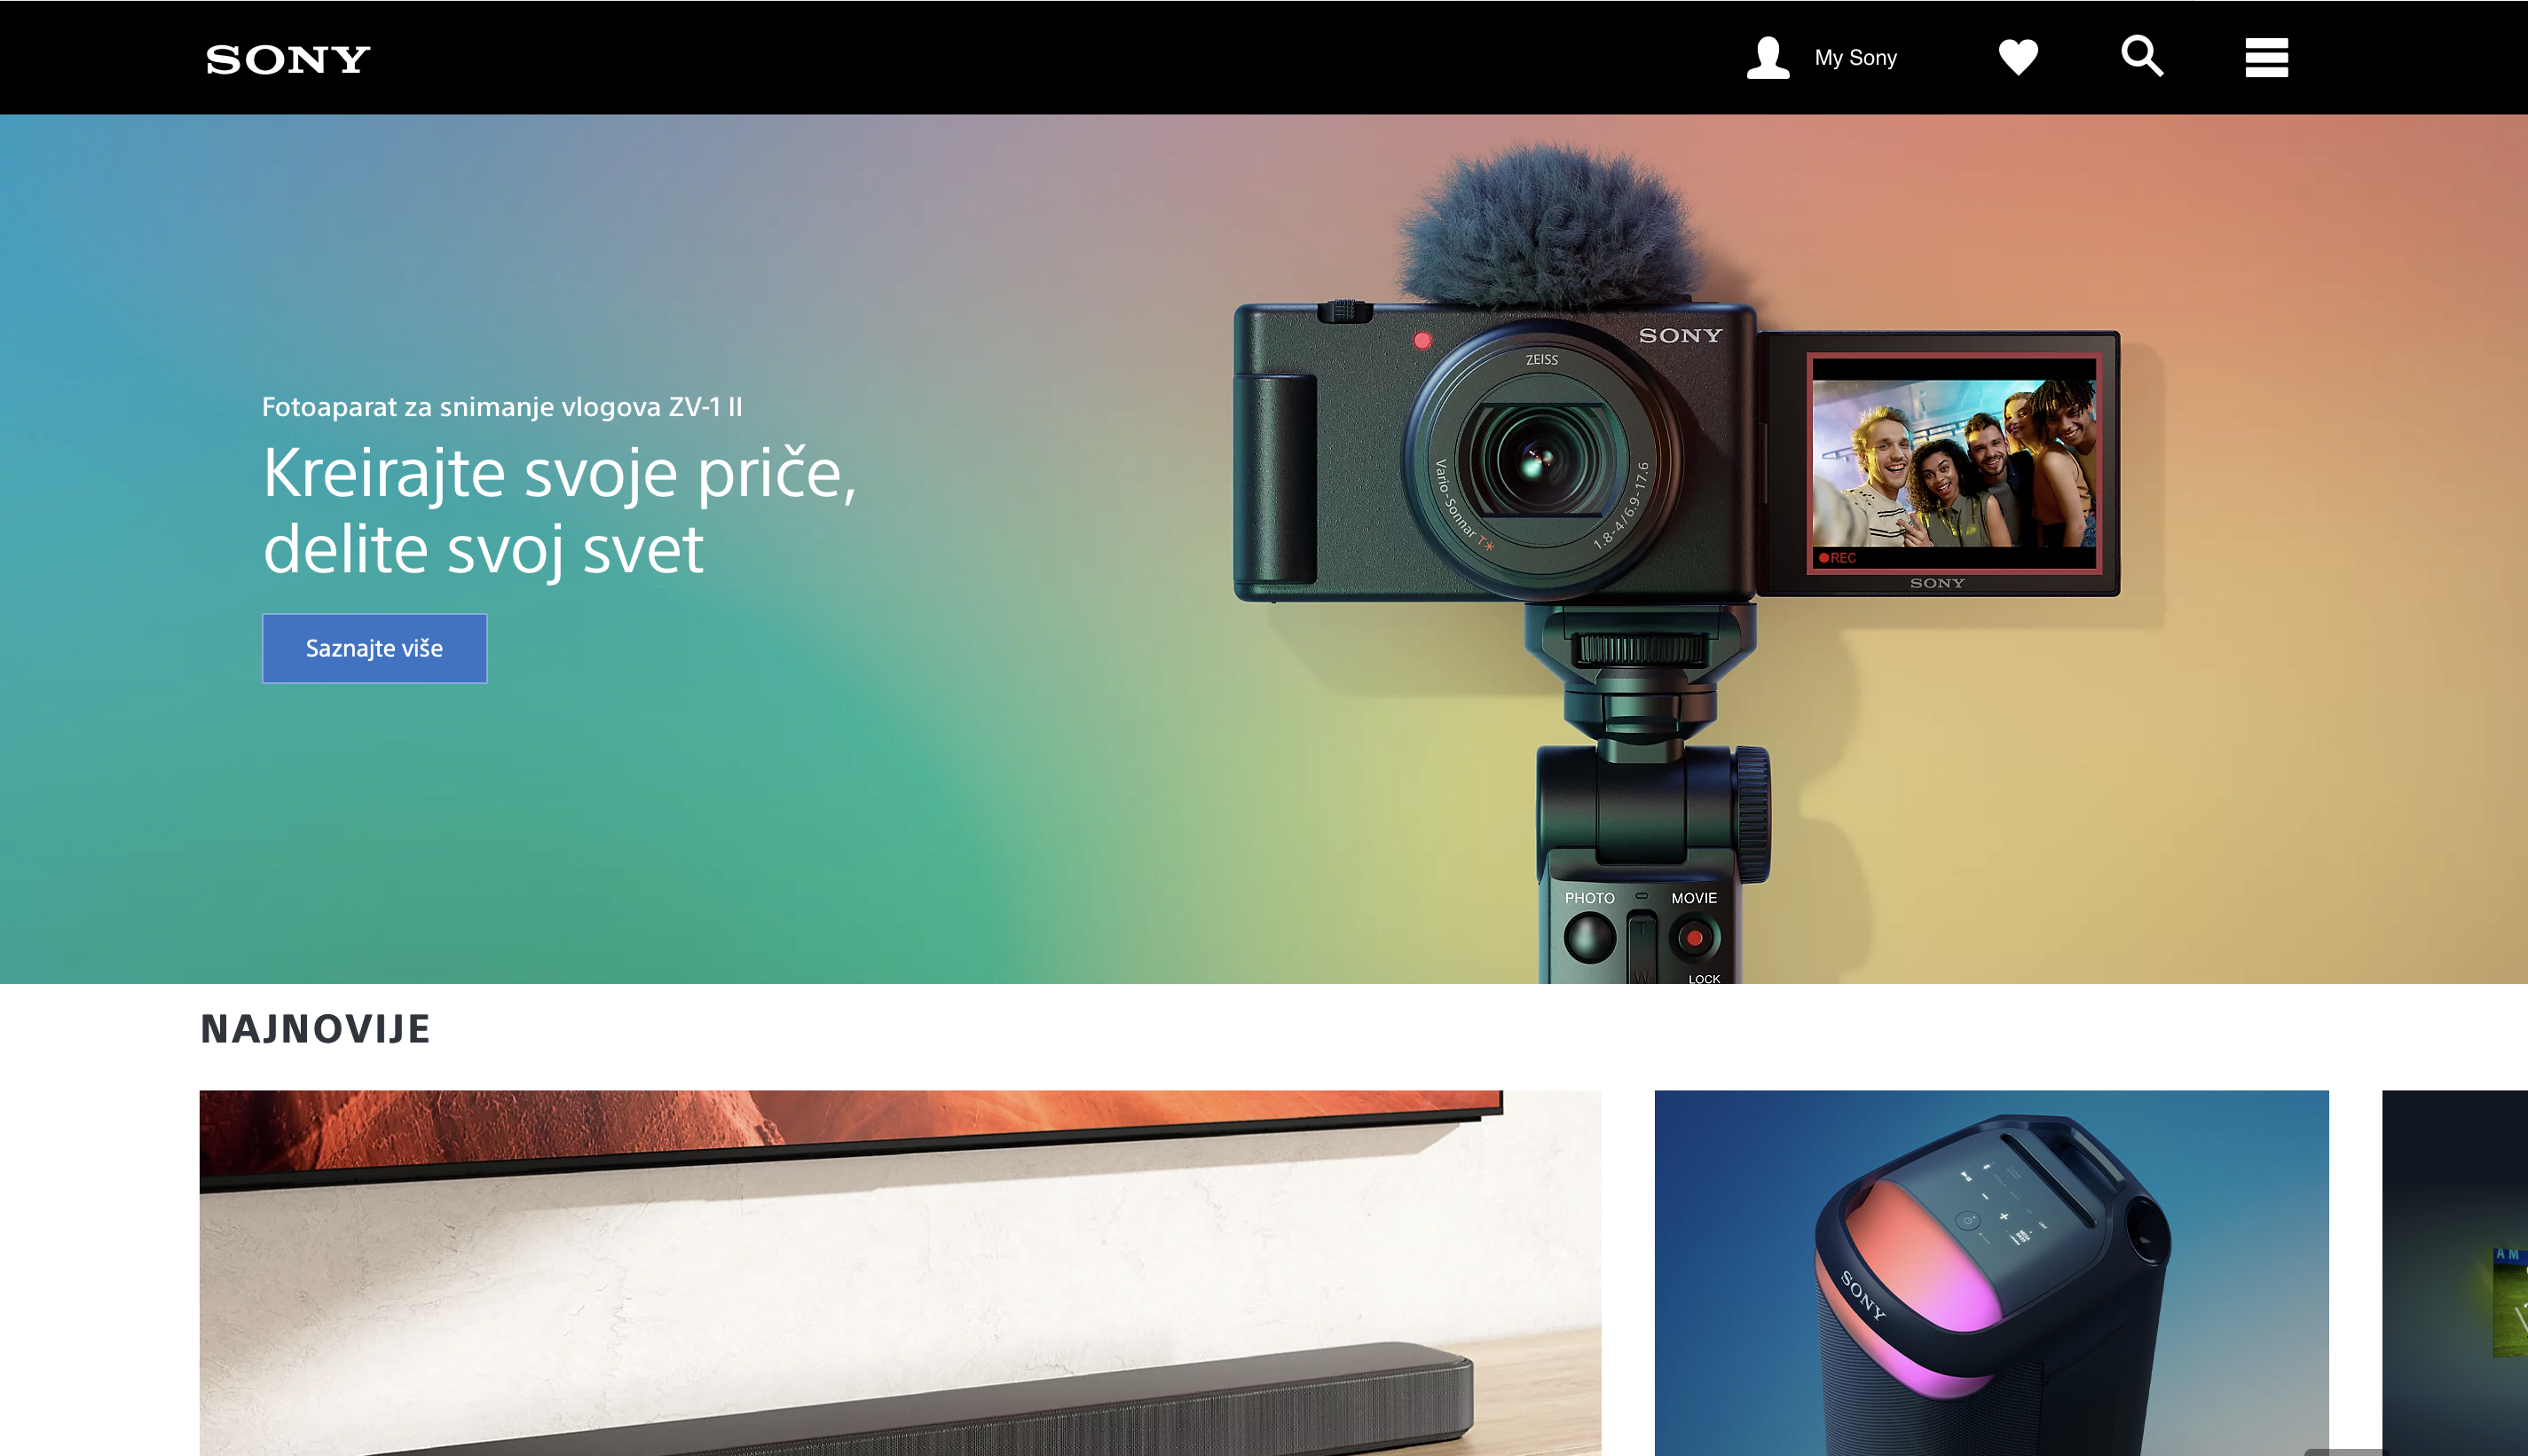 SONY
My Sony
Fotoaparat za snimanje vlogova ZV-1 II
Kreirajte svoje priče,
delite svoj svet
Saznajte više
SONY
ZEISS
Vario-Sonnar T* 1.8-4/6.9-17.6
REC
SONY
PHOTO MOVIE
T
W
LOCK
NAJNOVIJE
SONY
AM